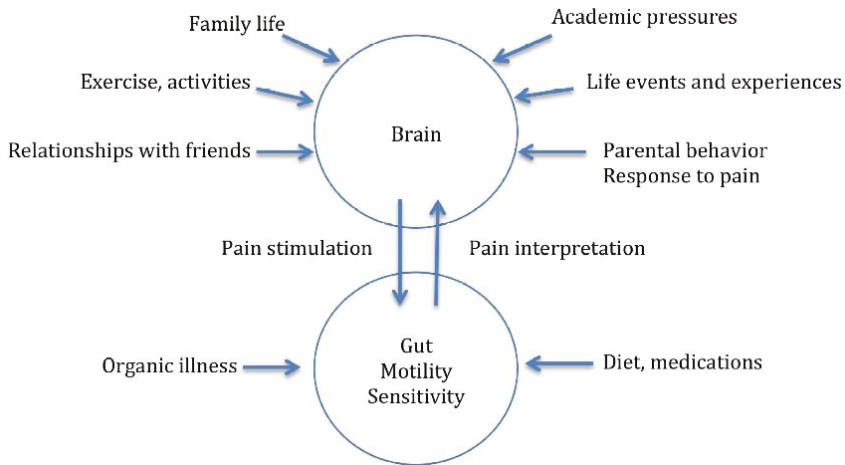 Family life
Academic pressures
Exercise, activities
Life events and experiences
Brain
Relationships with friends
Parental behavior
Response to pain
Pain stimulation
Pain interpretation
Gut
Motility
Sensitivity
Organic illness
Diet, medications